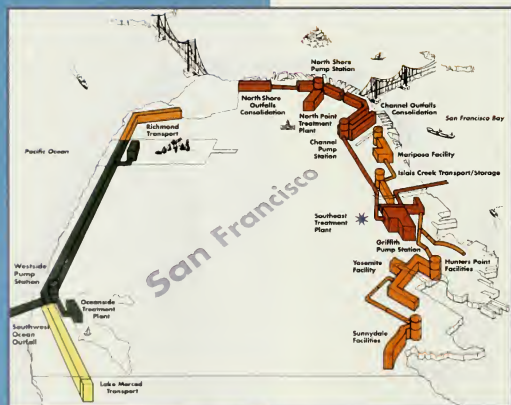 North Shore
Pump Station
North Shore
Outfalls
Consolidation
North Point
Treatment
Plant
Channel Outfalls
Consolidation
San Francisco Bay
Richmond
Transport
Channel
Pump
Station
Pacific Ocean
Mariposa Facility
Islais Creek Transport/Storage
San Francisco
Southeast
Treatment
Plant
Griffith
Pump Station
Westside
Pump
Station
Yosemite
Facility
Hunters Point
Facilities
Oceanside
Treatment
Plant
Southwest
Ocean
Outfall
Sunnydale
Facilities
Lake Merced
Transport